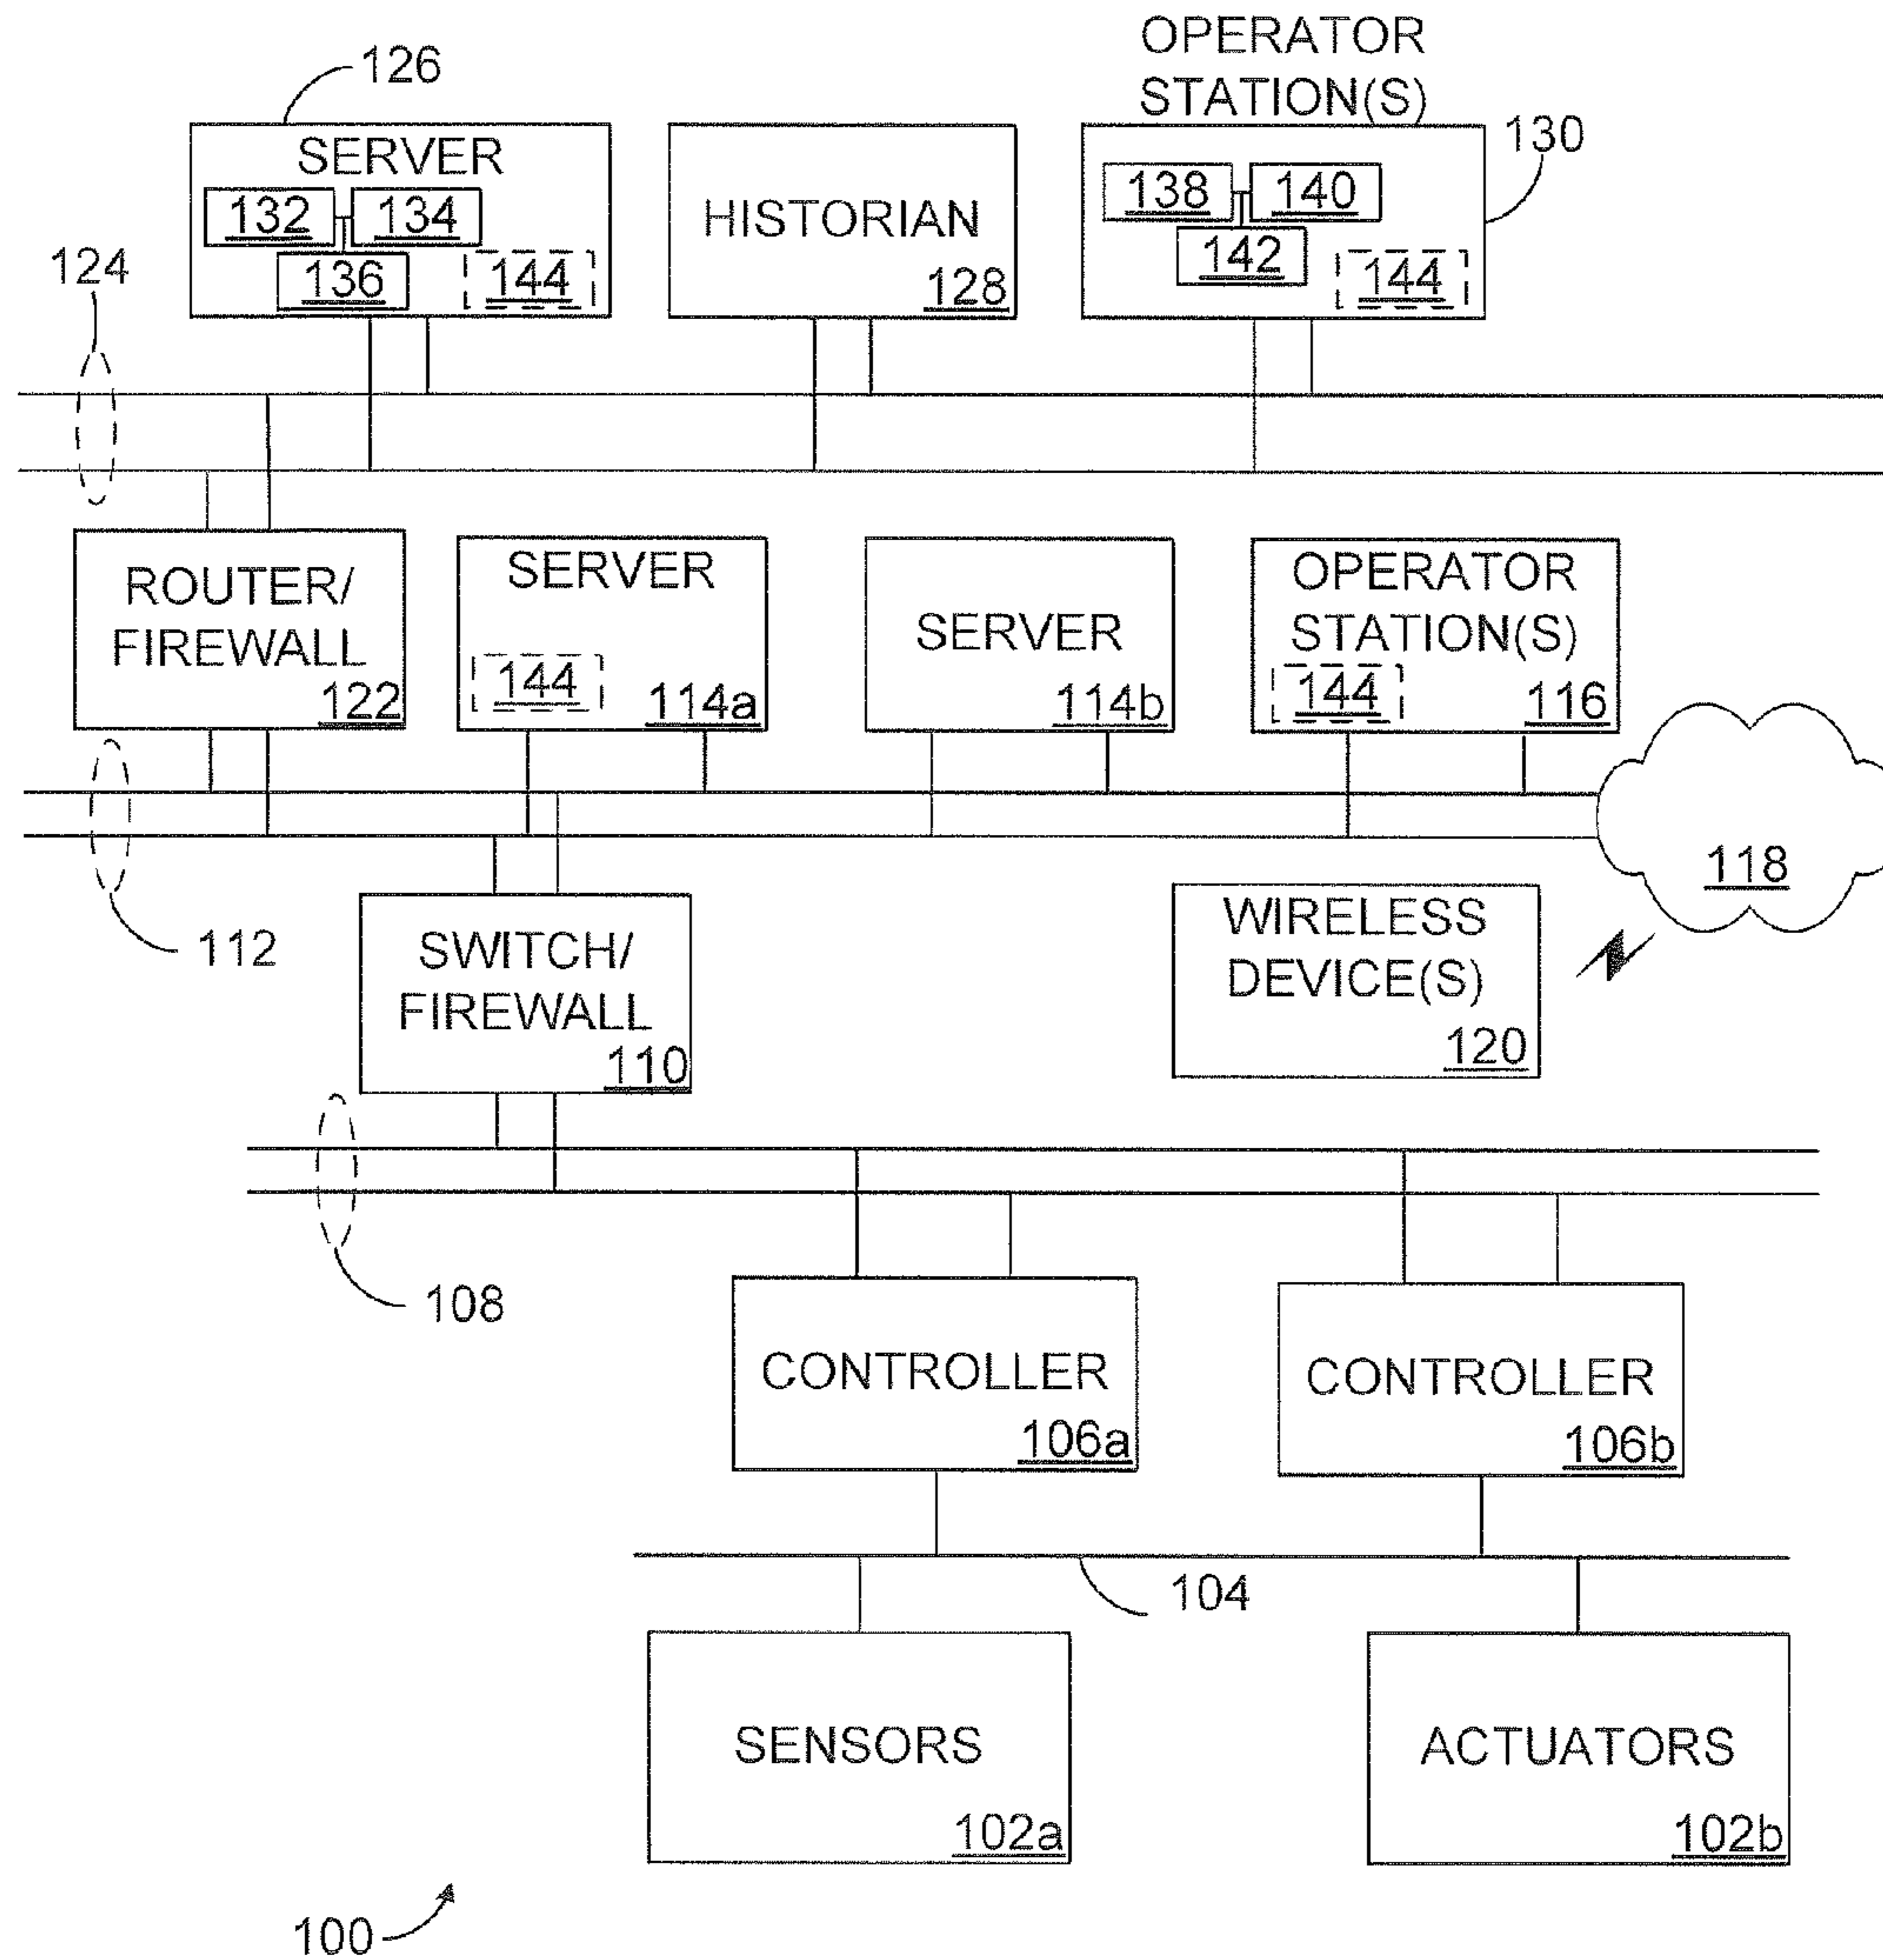 OPERATOR
STATION(S)
126
SERVER
132
134
136
144
HISTORIAN
128
138
140
142
144
130
124
ROUTER/
FIREWALL
122
SERVER
144
114a
SERVER
114b
OPERATOR
STATION(S)
144
116
118
112
SWITCH/
FIREWALL
110
WIRELESS
DEVICE(S)
120
108
CONTROLLER
106a
CONTROLLER
106b
104
SENSORS
102a
ACTUATORS
102b
100